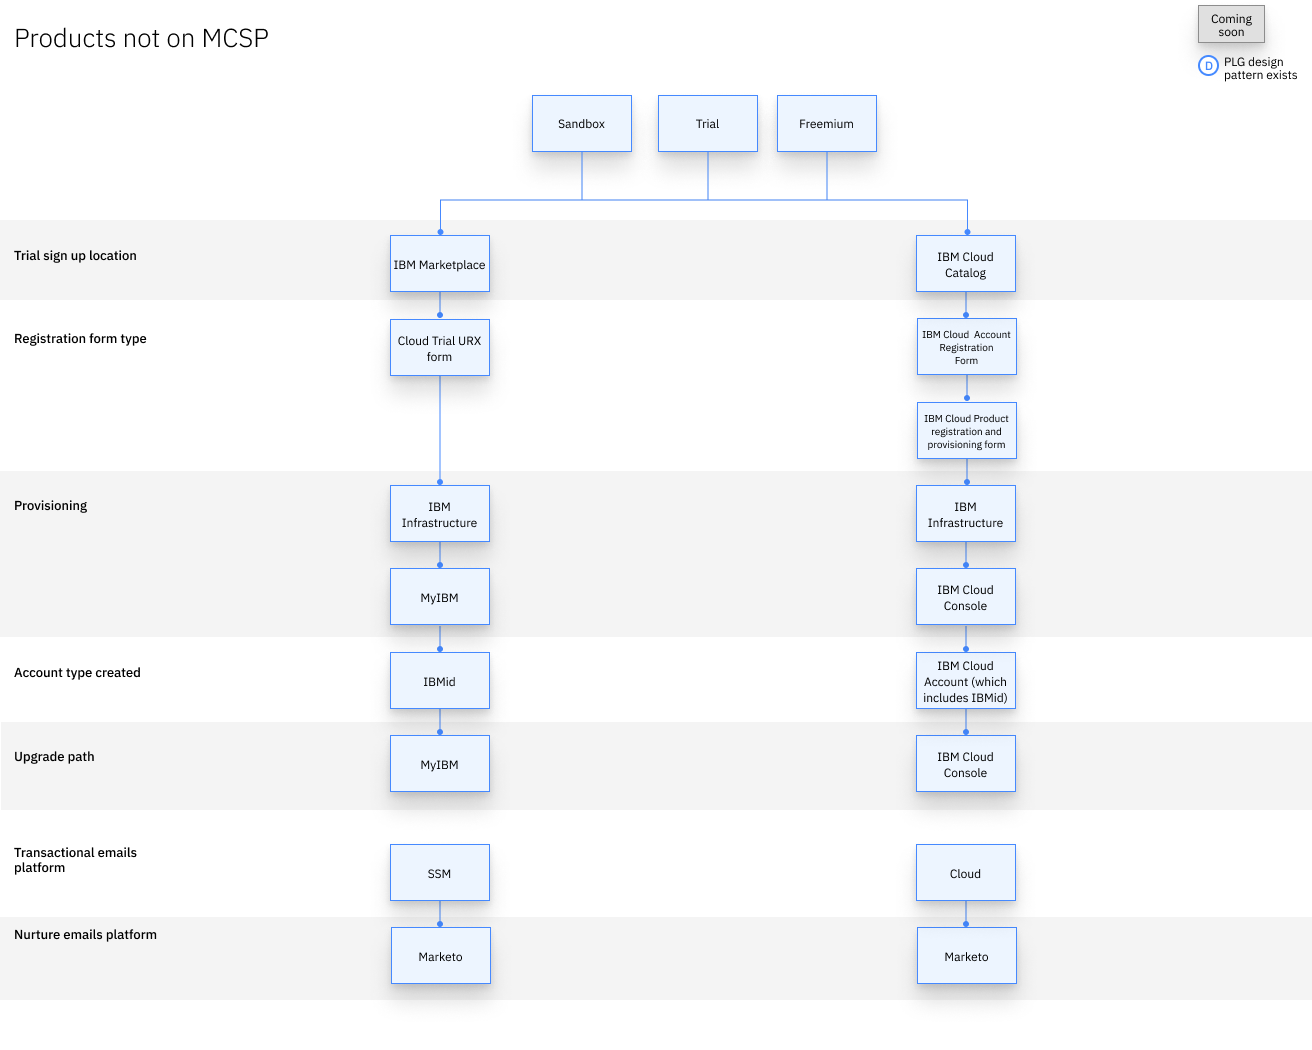 Products not on MCSP
Coming
soon
D
PLG design
pattern exists
Sandbox
Trial
Freemium
Trial sign up location
IBM Marketplace
IBM Cloud
Catalog
Registration form type
Cloud Trial URX
form
IBM Cloud Account
Registration
Form
IBM Cloud Product
registration and
provisioning form
Provisioning
IBM
Infrastructure
IBM
Infrastructure
MyIBM
IBM Cloud
Console
Account type created
IBMid
IBM Cloud
Account (which
includes IBMid)
Upgrade path
MyIBM
IBM Cloud
Console
Transactional emails
platform
SSM
Cloud
Nurture emails platform
Marketo
Marketo